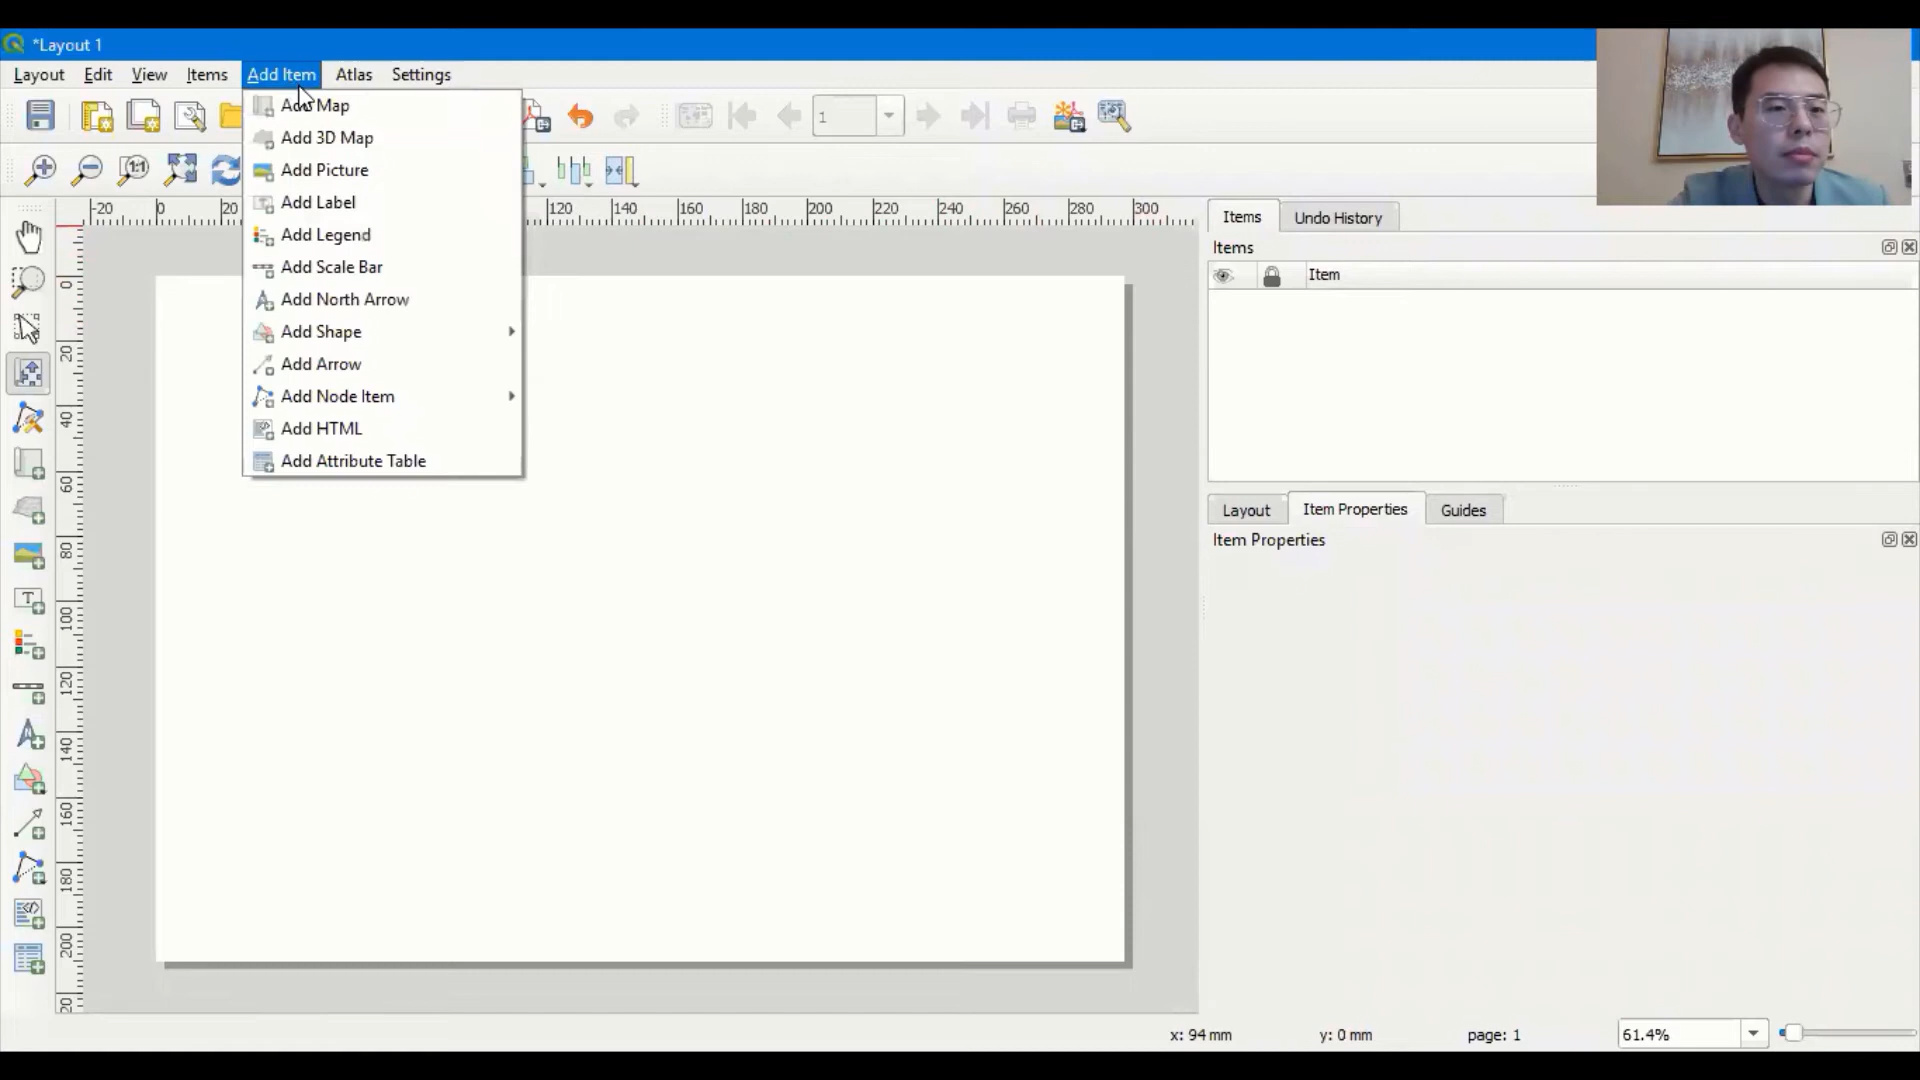 *Layout 1
Layout Edit View Items Add Item Atlas Settings
Add Map
Add 3D Map
Add Picture
Add Label
Add Legend
Add Scale Bar
Add North Arrow
Add Shape
Add Arrow
Add Node Item
Add HTML
Add Attribute Table
1
1:1
-20 0 20 120 140 160 180 200 220 240 260 280 300
0
20
40
60
80
100
120
140
160
180
200
20
Items Undo History
Items
Item
Layout Item Properties Guides
Item Properties
x: 94 mm y: 0 mm page: 1 61.4%